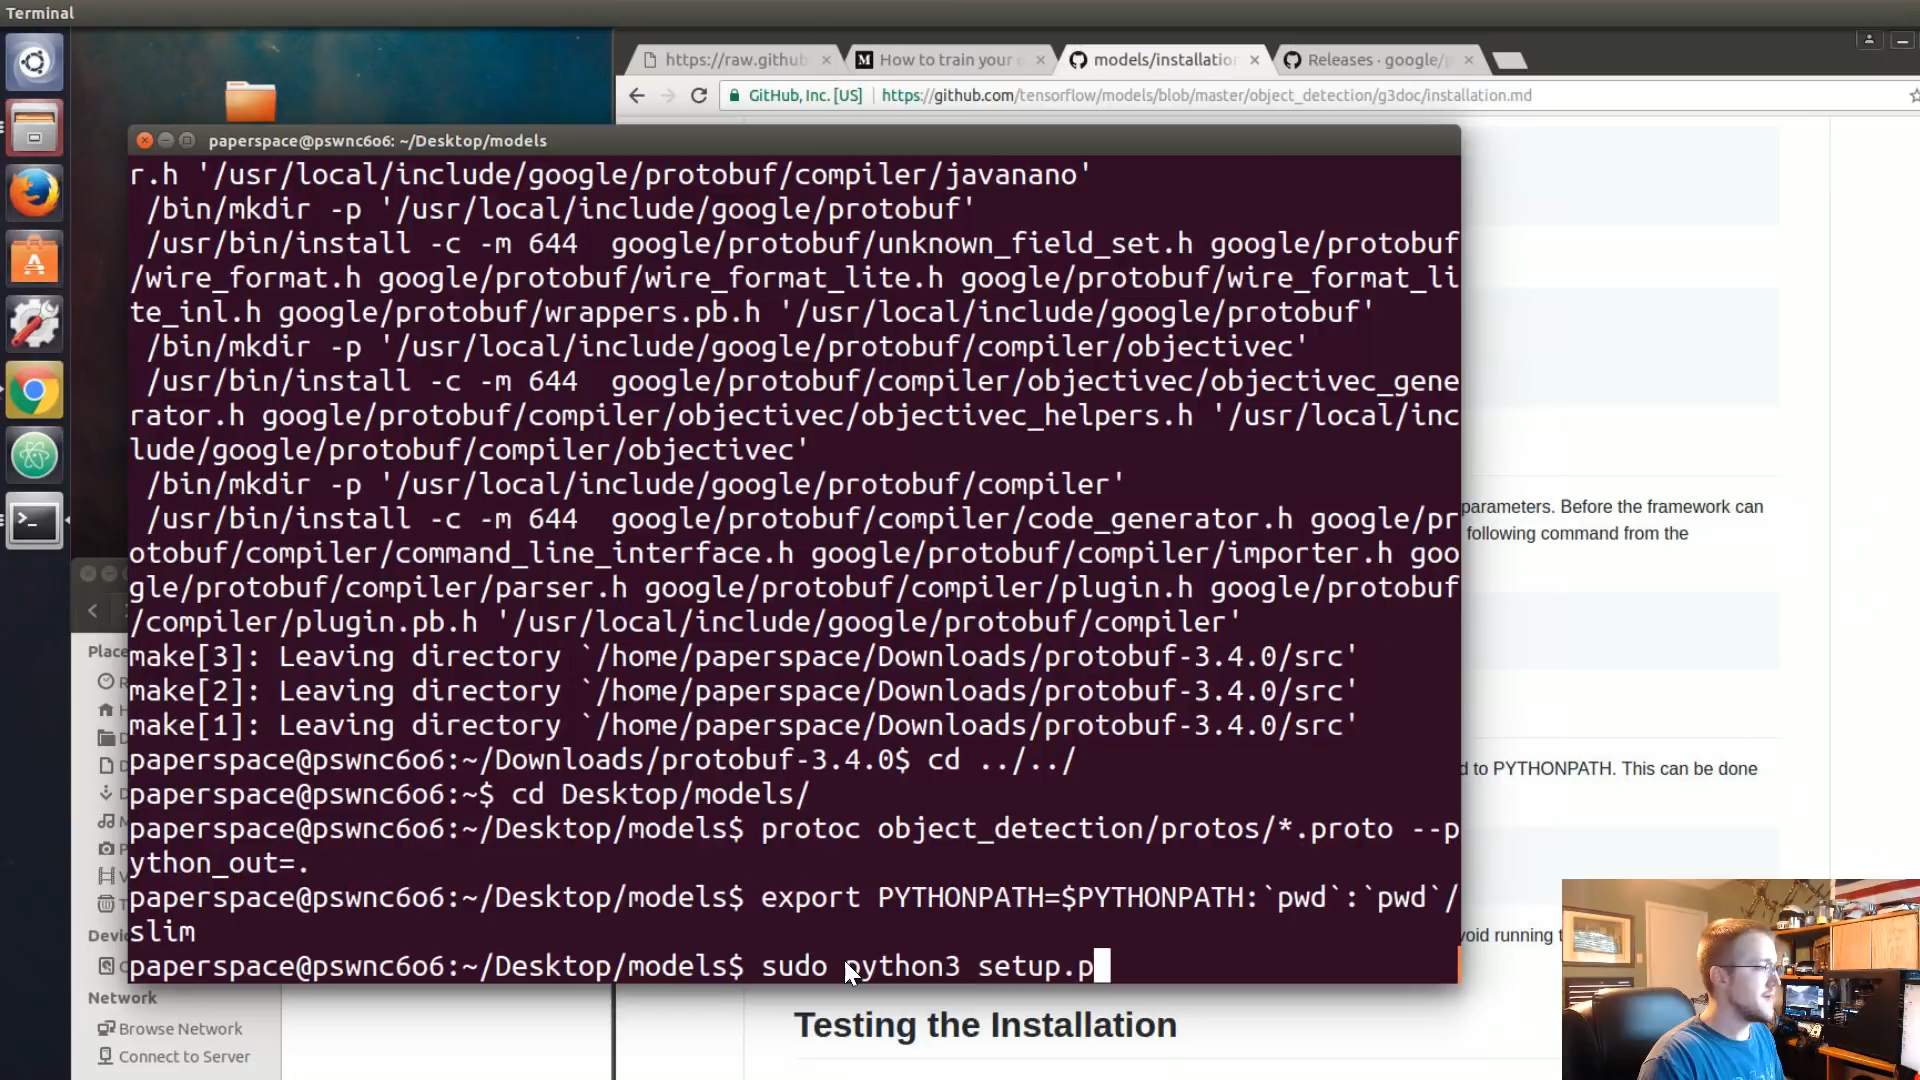 Terminal
https://raw.github
How to train your
models/installatio
Releases · google/
GitHub, Inc. [US]
https://github.com/tensorflow/models/blob/master/object_detection/g3doc/installation.md
paperspace@pswnc6o6: ~/Desktop/models
r.h '/usr/local/include/google/protobuf/compiler/javanano'
/bin/mkdir -p '/usr/local/include/google/protobuf'
/usr/bin/install -c -m 644  google/protobuf/unknown_field_set.h google/protobuf
/wire_format.h google/protobuf/wire_format_lite.h google/protobuf/wire_format_li
te_inl.h google/protobuf/wrappers.pb.h '/usr/local/include/google/protobuf'
/bin/mkdir -p '/usr/local/include/google/protobuf/compiler/objectivec'
/usr/bin/install -c -m 644  google/protobuf/compiler/objectivec/objectivec_gene
rator.h google/protobuf/compiler/objectivec/objectivec_helpers.h '/usr/local/inc
lude/google/protobuf/compiler/objectivec'
/bin/mkdir -p '/usr/local/include/google/protobuf/compiler'
/usr/bin/install -c -m 644  google/protobuf/compiler/code_generator.h google/pr
otobuf/compiler/command_line_interface.h google/protobuf/compiler/importer.h goo
gle/protobuf/compiler/parser.h google/protobuf/compiler/plugin.h google/protobuf
/compiler/plugin.pb.h '/usr/local/include/google/protobuf/compiler'
make[3]: Leaving directory `/home/paperspace/Downloads/protobuf-3.4.0/src'
make[2]: Leaving directory `/home/paperspace/Downloads/protobuf-3.4.0/src'
make[1]: Leaving directory `/home/paperspace/Downloads/protobuf-3.4.0/src'
paperspace@pswnc6o6:~/Downloads/protobuf-3.4.0$ cd ../../
paperspace@pswnc6o6:~$ cd Desktop/models/
paperspace@pswnc6o6:~/Desktop/models$ protoc object_detection/protos/*.proto --p
ython_out=.
paperspace@pswnc6o6:~/Desktop/models$ export PYTHONPATH=$PYTHONPATH:`pwd`:`pwd`/
slim
paperspace@pswnc6o6:~/Desktop/models$ sudo python3 setup.p
parameters. Before the framework can
following command from the
d to PYTHONPATH. This can be done
void running t
Testing the Installation
Place
Devic
Network
Browse Network
Connect to Server